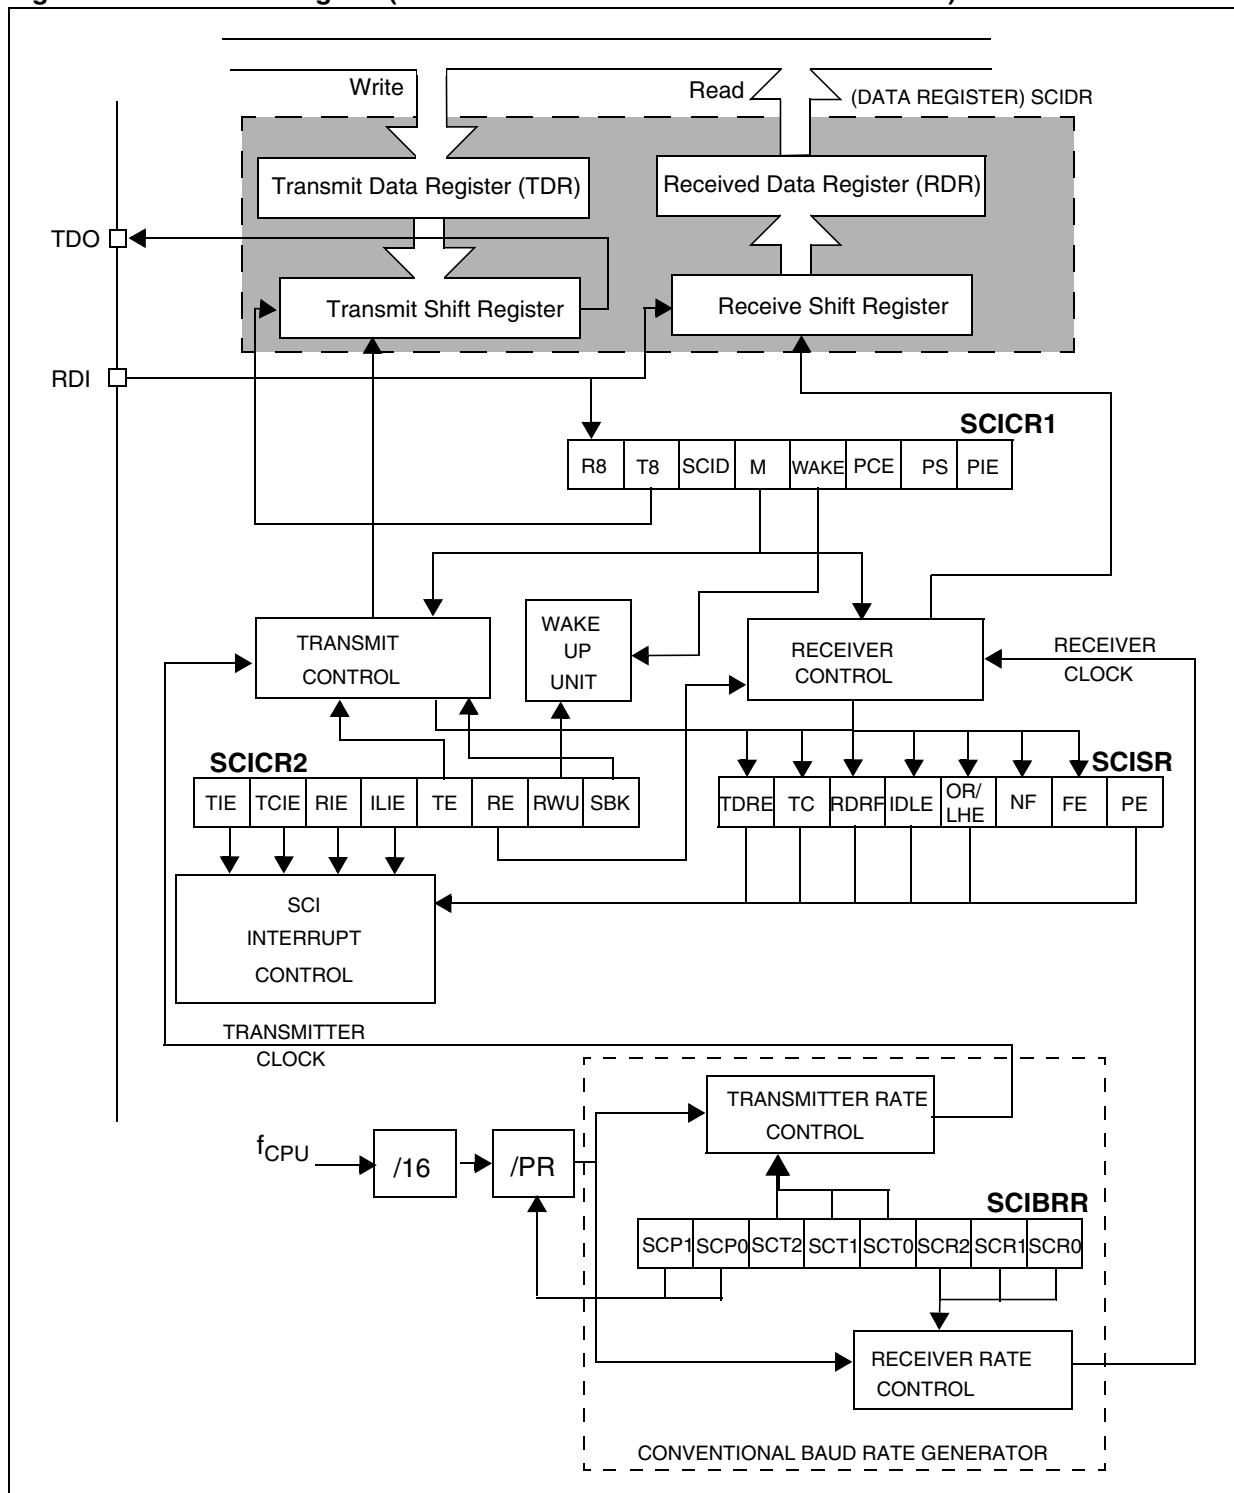 Write
Read
(DATA REGISTER) SCIDR
Transmit Data Register (TDR)
Received Data Register (RDR)
TDO
Transmit Shift Register
Receive Shift Register
RDI
SCICR1
R8 T8 SCID M WAKE PCE PS PIE
TRANSMIT
CONTROL
WAKE
UP
UNIT
RECEIVER
CONTROL
RECEIVER
CLOCK
SCICR2
TIE TCIE RIE ILIE TE RE RWU SBK
SCISR
TDRE TC RDRF IDLE OR/
LHE NF FE PE
SCI
INTERRUPT
CONTROL
TRANSMITTER
CLOCK
TRANSMITTER RATE
CONTROL
fCPU
/16
/PR
SCIBRR
SCP1 SCP0 SCT2 SCT1 SCT0 SCR2 SCR1 SCR0
RECEIVER RATE
CONTROL
CONVENTIONAL BAUD RATE GENERATOR